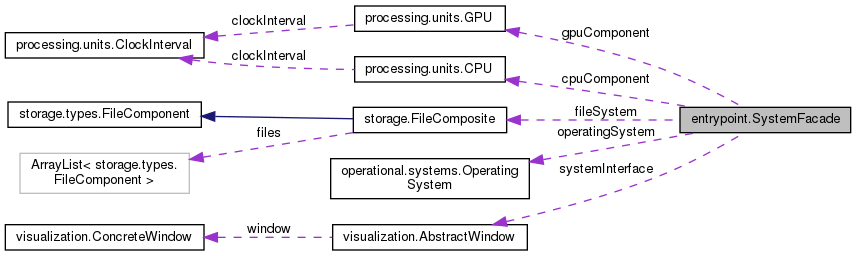 processing.units.GPU
clockInterval
gpuComponent
processing.units.ClockInterval
clockInterval
processing.units.CPU
cpuComponent
storage.types.FileComponent
storage.FileComposite
fileSystem
entrypoint.SystemFacade
files
operatingSystem
ArrayList< storage.types.
FileComponent >
operational.systems.Operating
System
systemInterface
visualization.ConcreteWindow
window
visualization.AbstractWindow